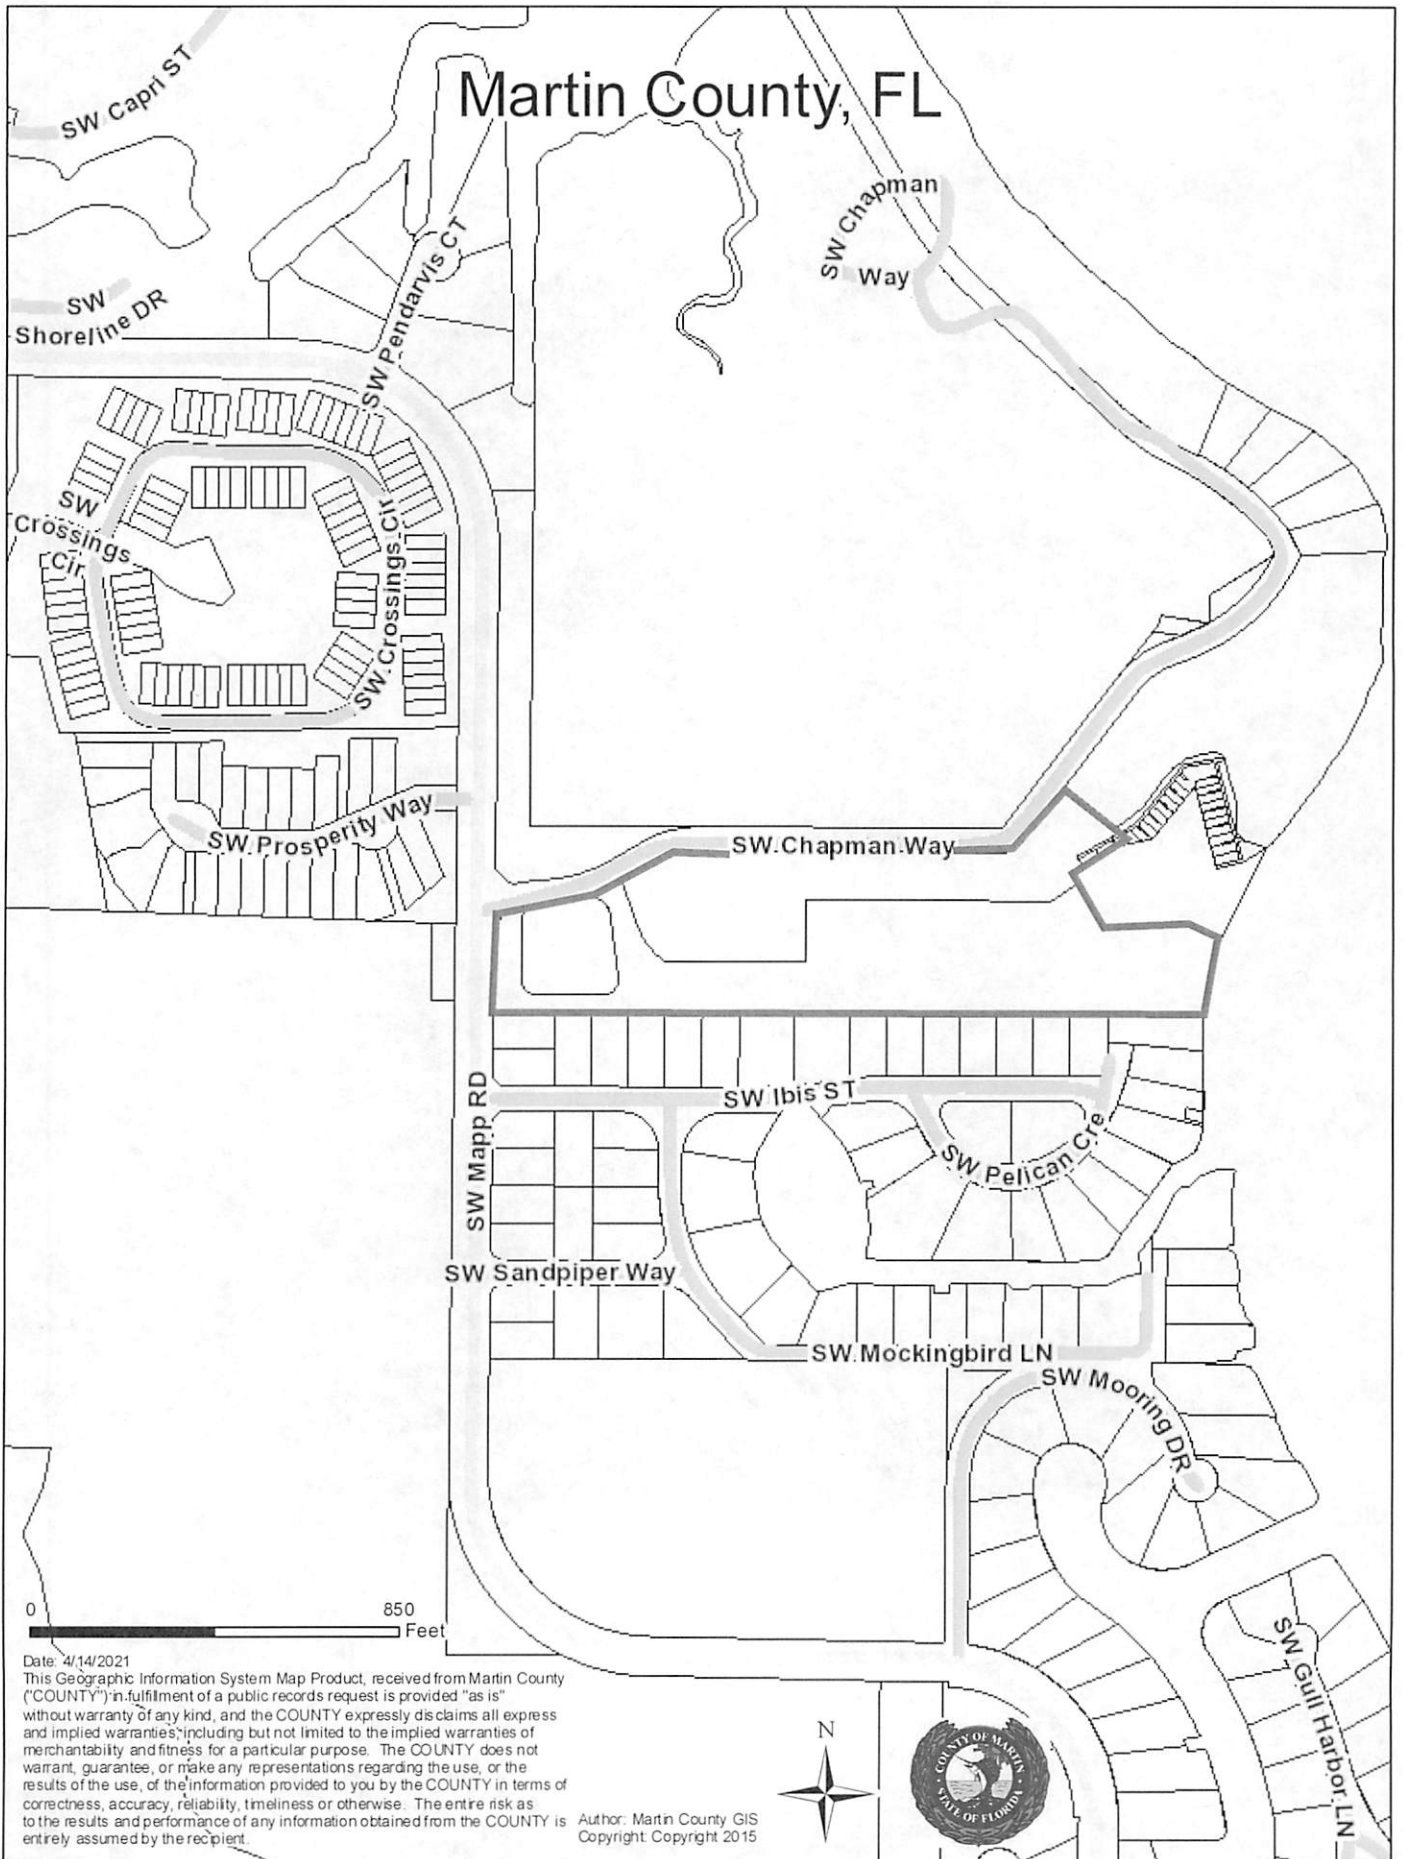 Martin County, FL
SW Capri ST
SW Chapman
Way
SW Pendarvis CT
SW
Shoreline DR
SW
Crossings
Cir
SW Crossings Cir
SW Prosperity Way
SW Chapman Way
SW Mapp RD
SW Ibis ST
SW Pelican Cre
SW Sandpiper Way
SW Mockingbird LN
SW Mooring DR
SW Gull Harbor LN
0 850
Feet
Date: 4/14/2021
This Geographic Information System Map Product, received from Martin County
("COUNTY") in fulfillment of a public records request is provided "as is"
without warranty of any kind, and the COUNTY expressly disclaims all express
and implied warranties, including but not limited to the implied warranties of
merchantability and fitness for a particular purpose. The COUNTY does not
warrant, guarantee, or make any representations regarding the use, or the
results of the use, of the information provided to you by the COUNTY in terms of
correctness, accuracy, reliability, timeliness or otherwise. The entire risk as
to the results and performance of any information obtained from the COUNTY is
entirely assumed by the recipient.
Author: Martin County GIS
Copyright: Copyright 2015
N
COUNTY OF MARTIN
STATE OF FLORIDA